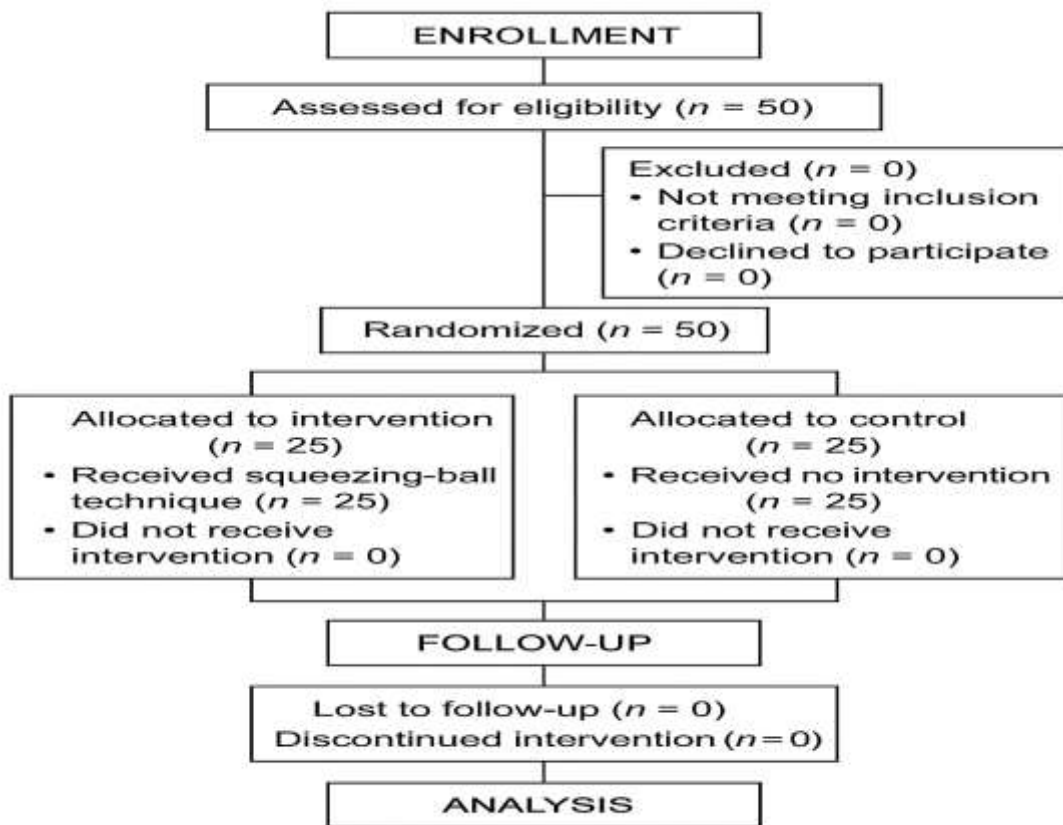 ENROLLMENT
Assessed for eligibility (n = 50)
Excluded (n = 0)
• Not meeting inclusion
criteria (n = 0)
• Declined to participate
(n = 0)
Randomized (n = 50)
Allocated to intervention
(n = 25)
• Received squeezing-ball
technique (n = 25)
• Did not receive
intervention (n = 0)
Allocated to control
(n = 25)
• Received no intervention
(n = 25)
• Did not receive
intervention (n = 0)
FOLLOW-UP
Lost to follow-up (n = 0)
Discontinued intervention (n = 0)
ANALYSIS